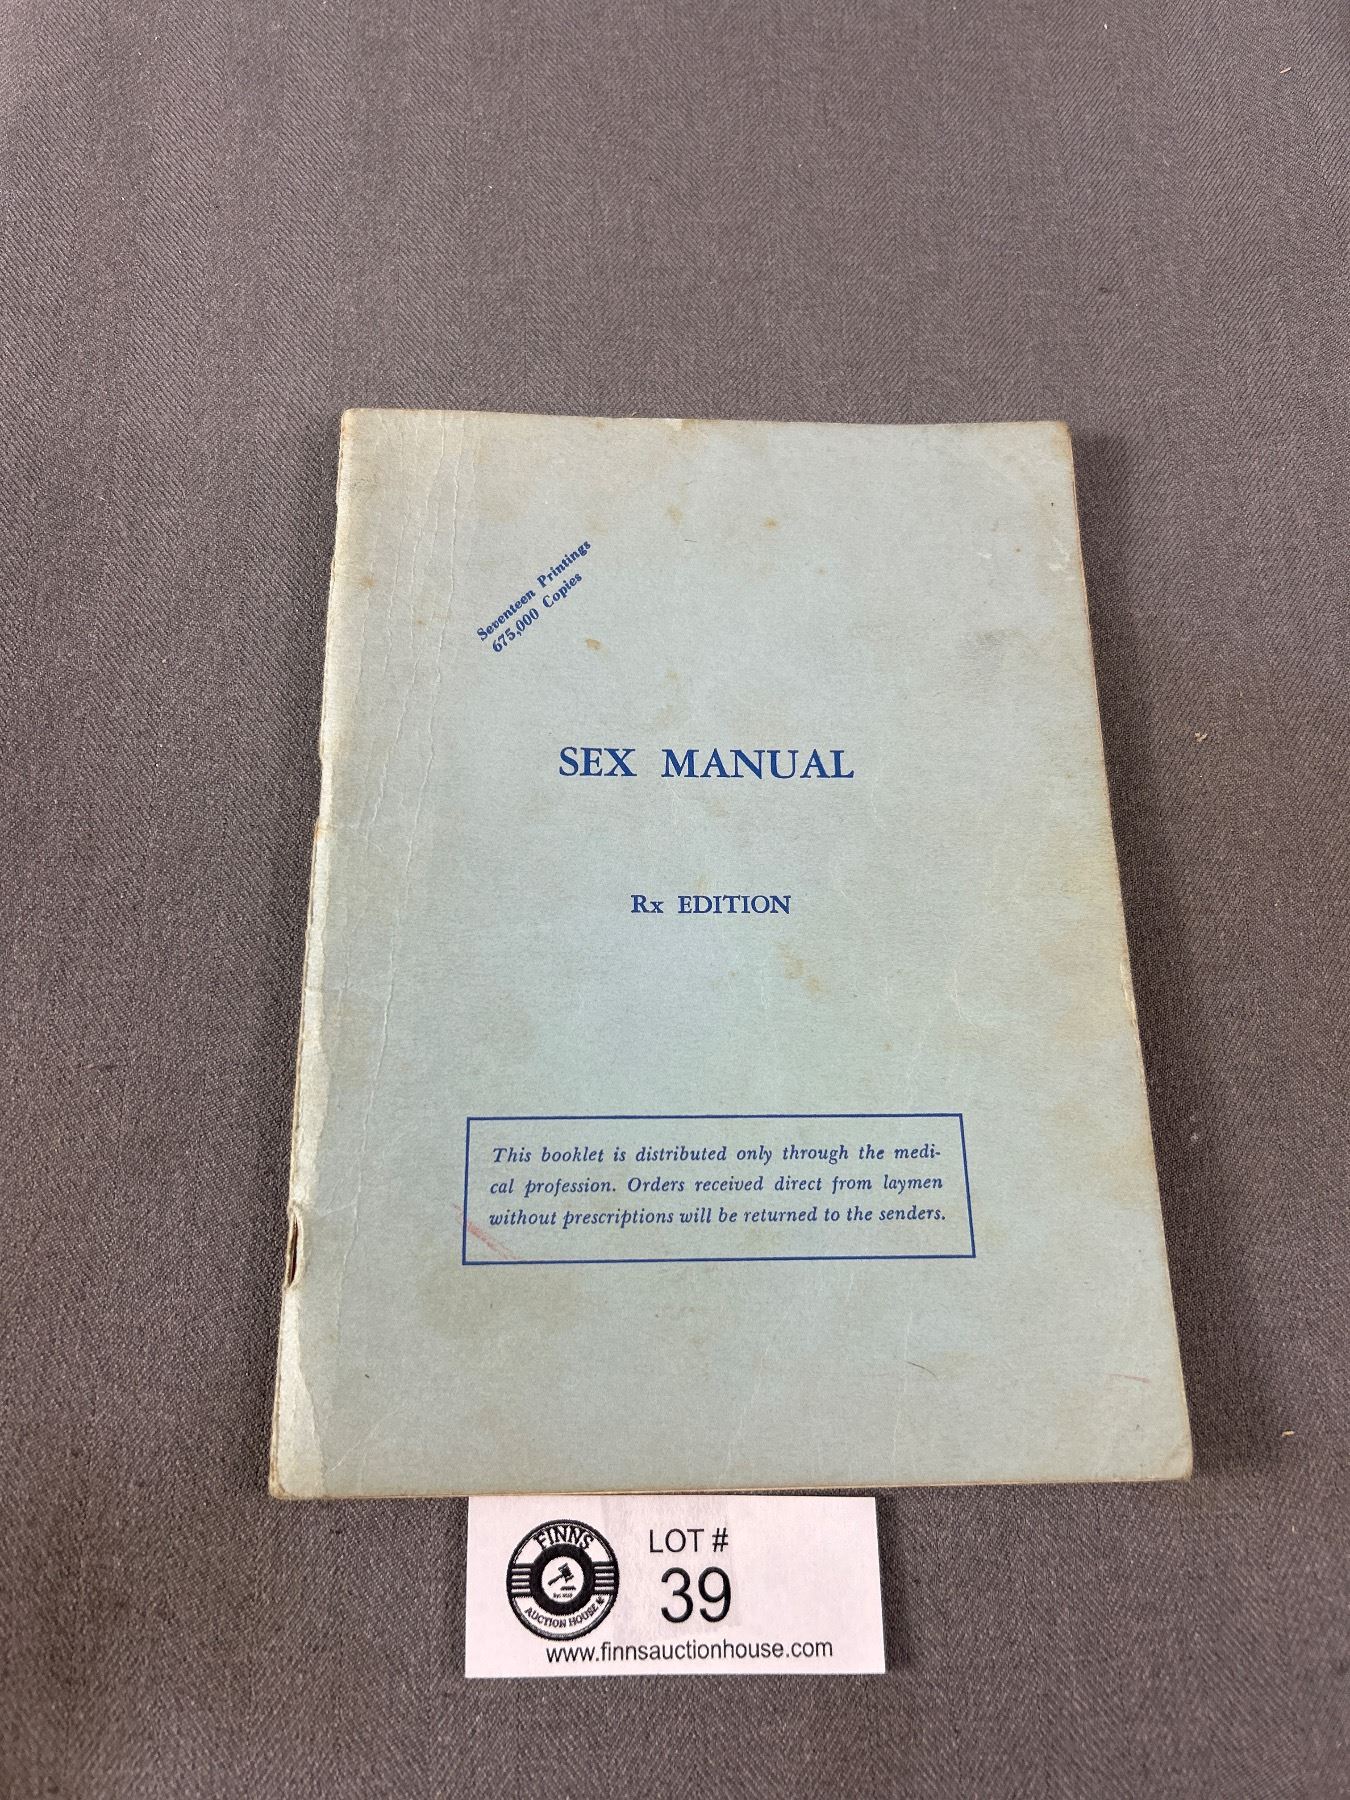 Seventeen Printings
675,000 Copies
SEX MANUAL
Rx EDITION
This booklet is distributed only through the medi-
cal profession. Orders received direct from laymen
without prescriptions will be returned to the senders.
FINNS
AUCTION HOUSE
LOT #
39
www.finnsauctionhouse.com